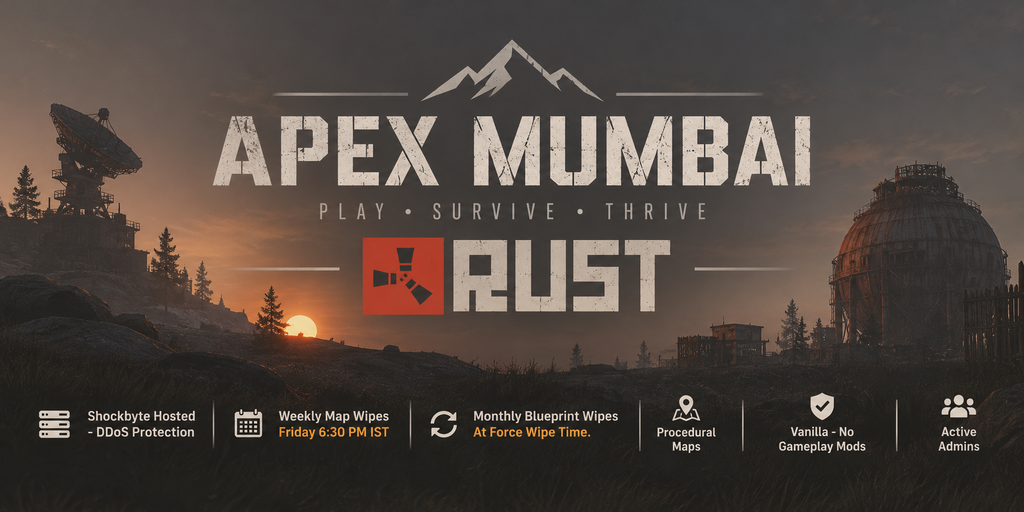 APEX MUMBAI
PLAY • SURVIVE • THRIVE
RUST
Shockbyte Hosted
- DDoS Protection
Weekly Map Wipes
Friday 6:30 PM IST
Monthly Blueprint Wipes
At Force Wipe Time.
Procedural
Maps
Vanilla - No
Gameplay Mods
Active
Admins